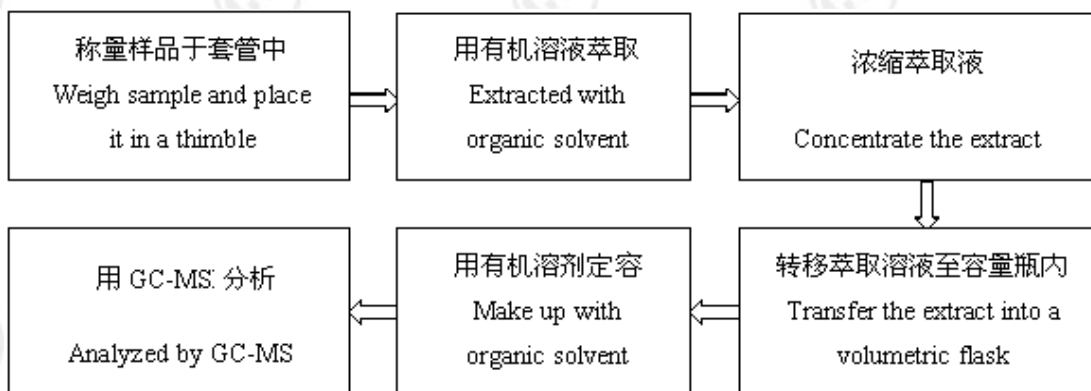 称量样品于套管中
Weigh sample and place
it in a thimble
用有机溶液萃取
Extracted with
organic solvent
浓缩萃取液
Concentrate the extract
转移萃取溶液至容量瓶内
Transfer the extract into a
volumetric flask
用有机溶剂定容
Make up with
organic solvent
用 GC-MS 分析
Analyzed by GC-MS